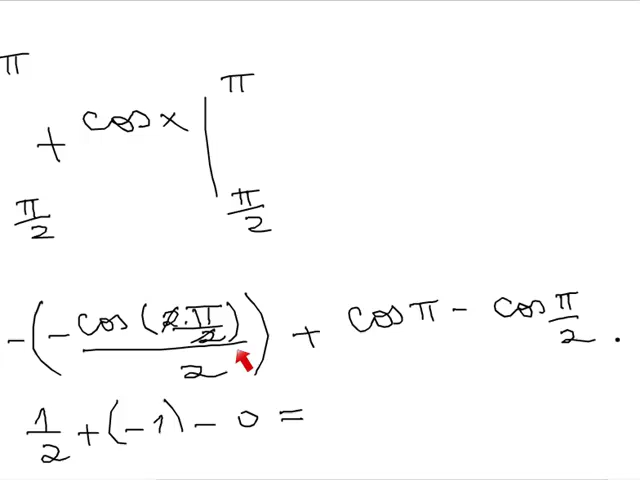 π π
+ cos x |
π/2 π/2
-(- cos(2·π/2) / 2) + cos π - cos π/2 .
1/2 + (-1) - 0 =